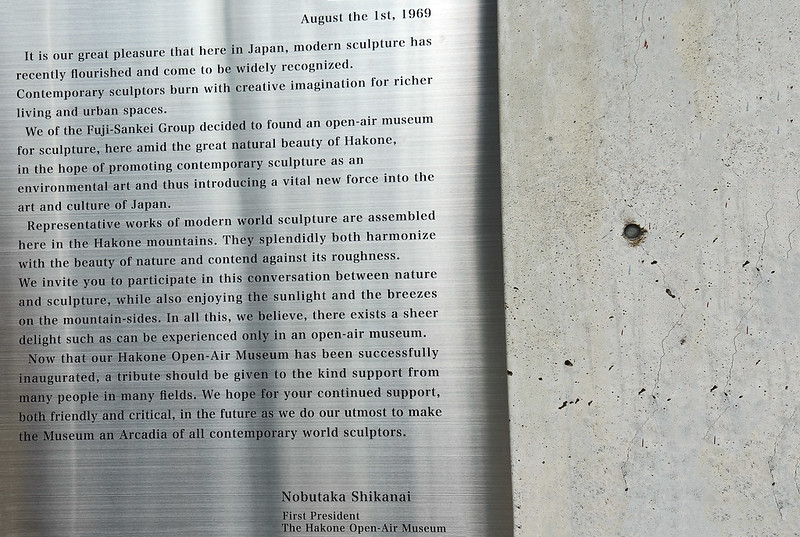 August the 1st, 1969
It is our great pleasure that here in Japan, modern sculpture has
recently flourished and come to be widely recognized.
Contemporary sculptors burn with creative imagination for richer
living and urban spaces.
We of the Fuji-Sankei Group decided to found an open-air museum
for sculpture, here amid the great natural beauty of Hakone,
in the hope of promoting contemporary sculpture as an
environmental art and thus introducing a vital new force into the
art and culture of Japan.
Representative works of modern world sculpture are assembled
here in the Hakone mountains. They splendidly both harmonize
with the beauty of nature and contend against its roughness.
We invite you to participate in this conversation between nature
and sculpture, while also enjoying the sunlight and the breezes
on the mountain-sides. In all this, we believe, there exists a sheer
delight such as can be experienced only in an open-air museum.
Now that our Hakone Open-Air Museum has been successfully
inaugurated, a tribute should be given to the kind support from
many people in many fields. We hope for your continued support,
both friendly and critical, in the future as we do our utmost to make
the Museum an Arcadia of all contemporary world sculptors.
Nobutaka Shikanai
First President
The Hakone Open-Air Museum